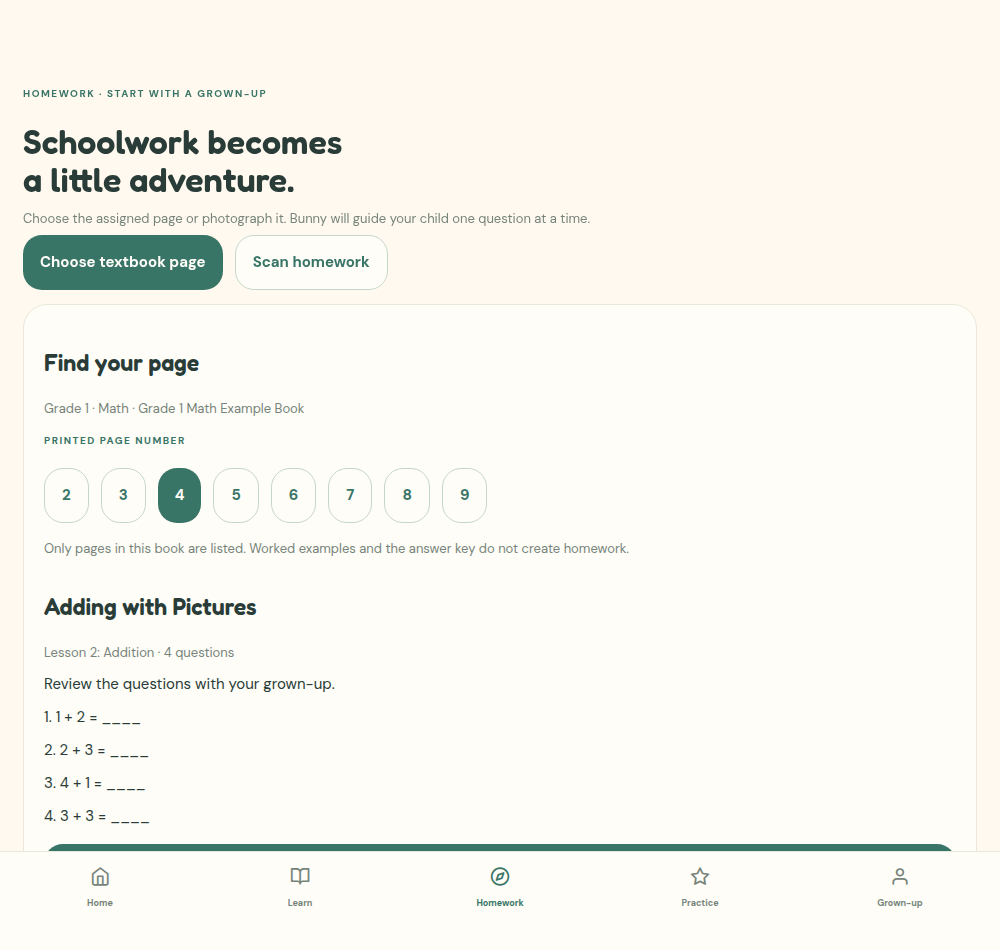 HOMEWORK · START WITH A GROWN-UP
Schoolwork becomes
a little adventure.
Choose the assigned page or photograph it. Bunny will guide your child one question at a time.
Choose textbook page
Scan homework
Find your page
Grade 1 · Math · Grade 1 Math Example Book
PRINTED PAGE NUMBER
2 3 4 5 6 7 8 9
Only pages in this book are listed. Worked examples and the answer key do not create homework.
Adding with Pictures
Lesson 2: Addition · 4 questions
Review the questions with your grown-up.
1. 1 + 2 = ____
2. 2 + 3 = ____
3. 4 + 1 = ____
4. 3 + 3 = ____
Home Learn Homework Practice Grown-up